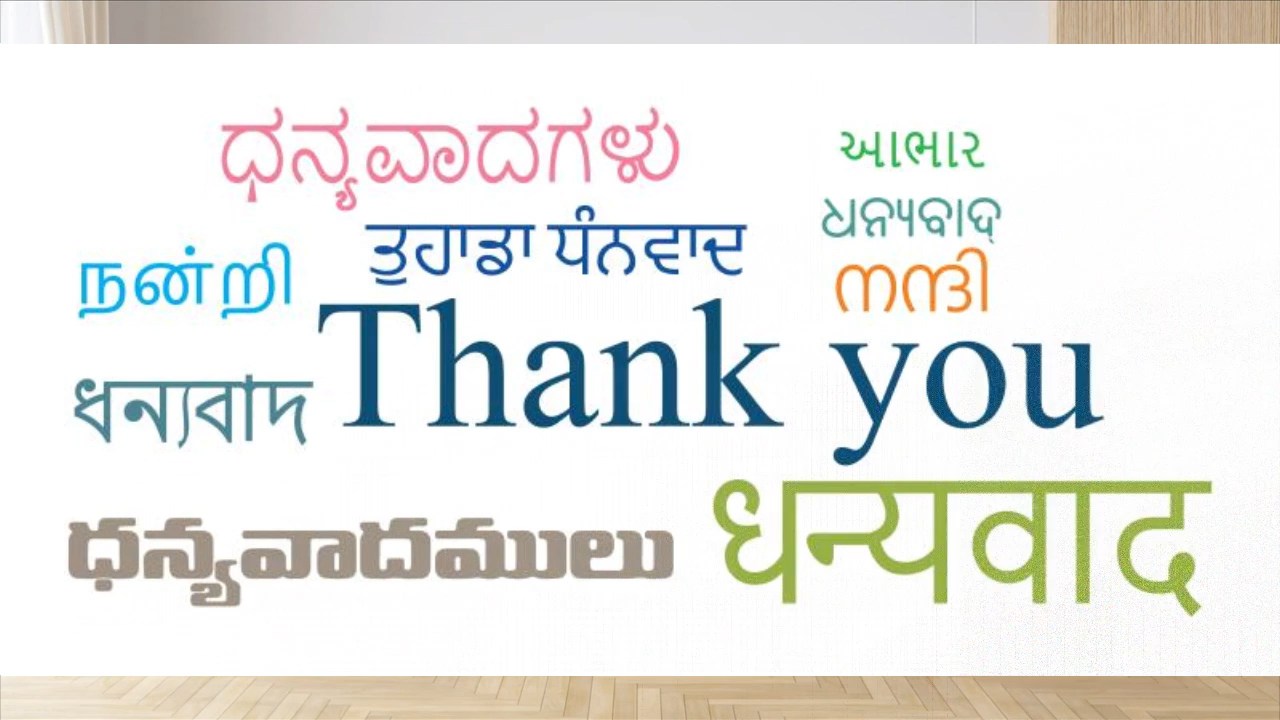 ಧನ್ಯವಾದಗಳು
આભાર
ଧନ୍ୟବାଦ୍
ਤੁਹਾਡਾ ਧੰਨਵਾਦ
நன்றி
നന്ദി
Thank you
ধন্যবাদ
ధన్యవాదములు
धन्यवाद